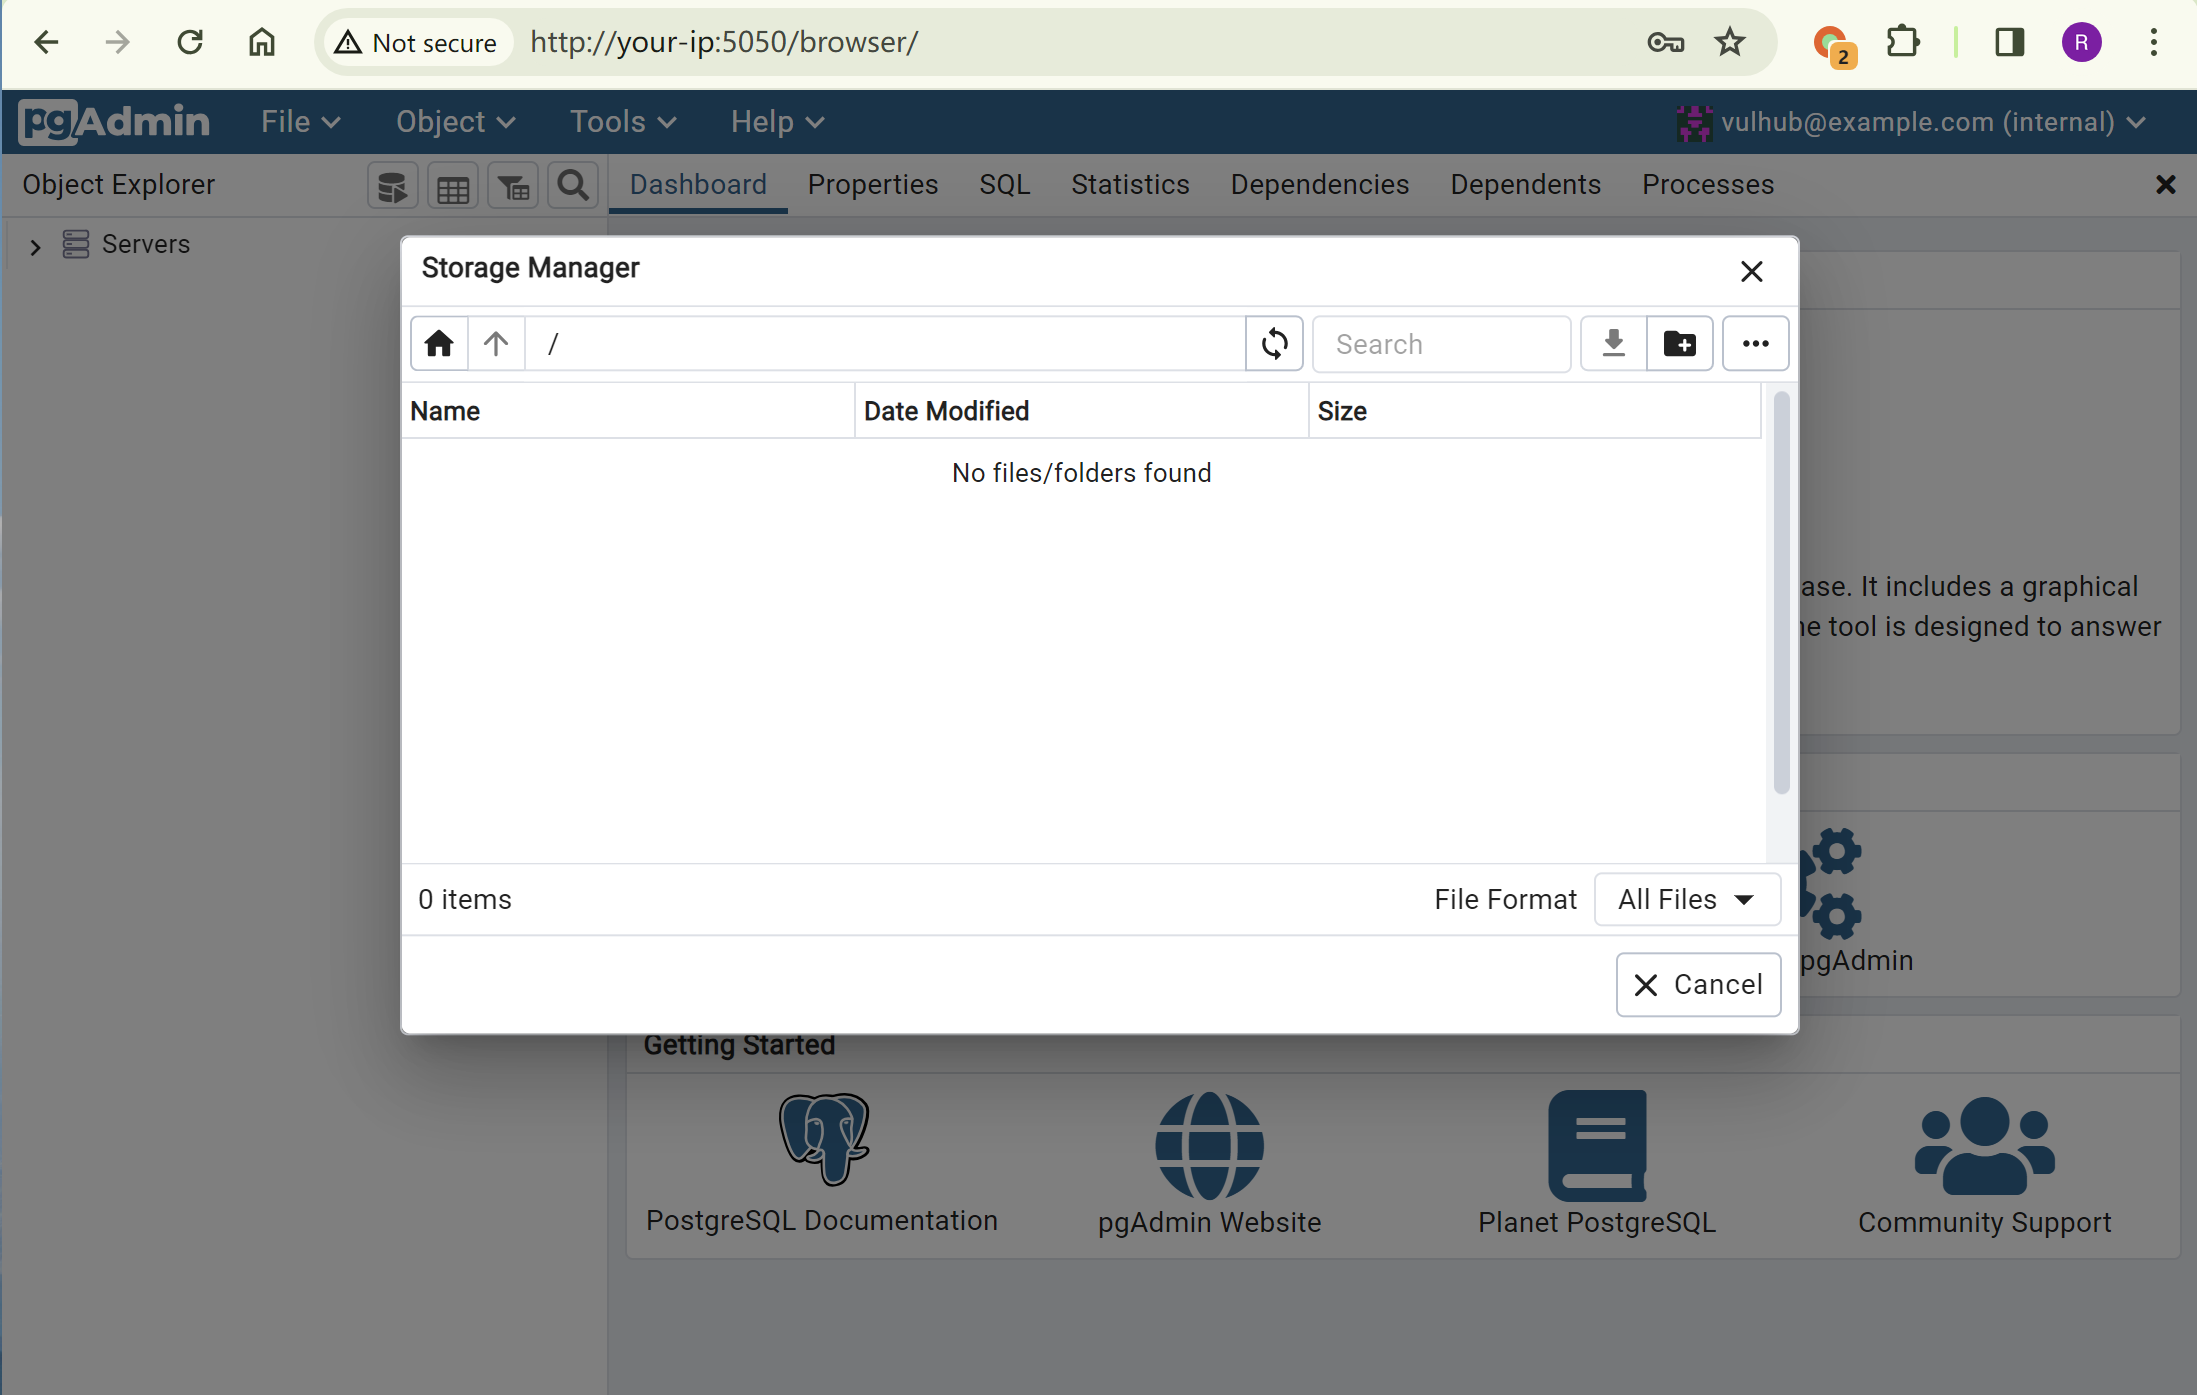 Not secure http://your-ip:5050/browser/ 2 R
pgAdmin File Object Tools Help vulhub@example.com (internal)
Object Explorer Dashboard Properties SQL Statistics Dependencies Dependents Processes
Servers
Storage Manager
/ Search
Name Date Modified Size
No files/folders found
ase. It includes a graphical
he tool is designed to answer
0 items File Format All Files
pgAdmin
Cancel
Getting Started
PostgreSQL Documentation pgAdmin Website Planet PostgreSQL Community Support